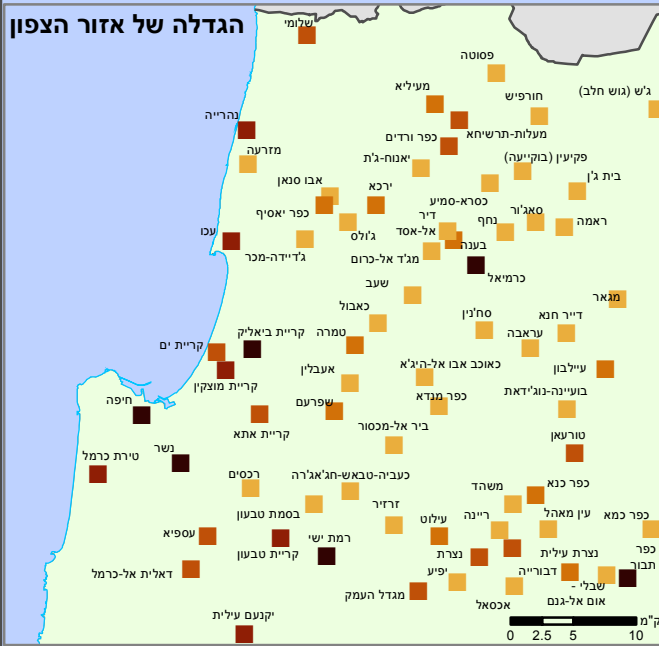 הגדלה של אזור הצפון
שלומי
פסוטה
ג'ש (גוש חלב)
מעיליא
חורפיש
נהרייה
מעלות-תרשיחא
כפר ורדים
מזרעה
יאנוח-ג'ת
פקיעין (בוקייעה)
בית ג'ן
אבו סנאן
ירכא
כסרא-סמיע
כפר יאסיף
סאג'ור
דיר
אל-אסד
נחף
ראמה
עכו
ג'ולס
בענה
ג'דיידה-מכר
מג'ד אל-כרום
כרמיאל
שעב
מגאר
כאבול
סח'נין
דייר חנא
קריית ביאליק
טמרה
עראבה
קריית ים
אעבלין
כאוכב אבו אל-היג'א
עיילבון
קריית מוצקין
חיפה
שפרעם
כפר מנדא
בועיינה-נוג'ידאת
קריית אתא
ביר אל-מכסור
טורעאן
נשר
טירת כרמל
רכסים
כעביה-טבאש-חג'אג'רה
משהד
כפר כנא
בסמת טבעון
זרזיר
עילוט
ריינה
עין מאהל
כפר כמא
עספיא
רמת ישי
קריית טבעון
נצרת
נצרת עילית
כפר
תבור
דאלית אל-כרמל
יפיע
דבורייה
שבלי -
אום אל-גנם
מגדל העמק
אכסאל
יקנעם עילית
ק"מ
0 2.5 5 10